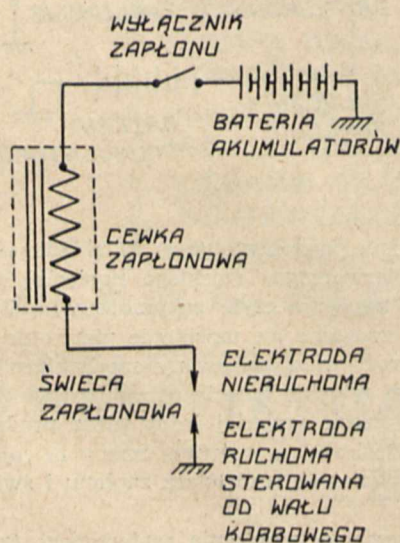 WYŁĄCZNIK
ZAPŁONU
BATERIA
AKUMULATORÓW
CEWKA
ZAPŁONOWA
ŚWIECA
ZAPŁONOWA
ELEKTRODA
NIERUCHOMA
ELEKTRODA
RUCHOMA
STEROWANA
OD WAŁU
KORBOWEGO